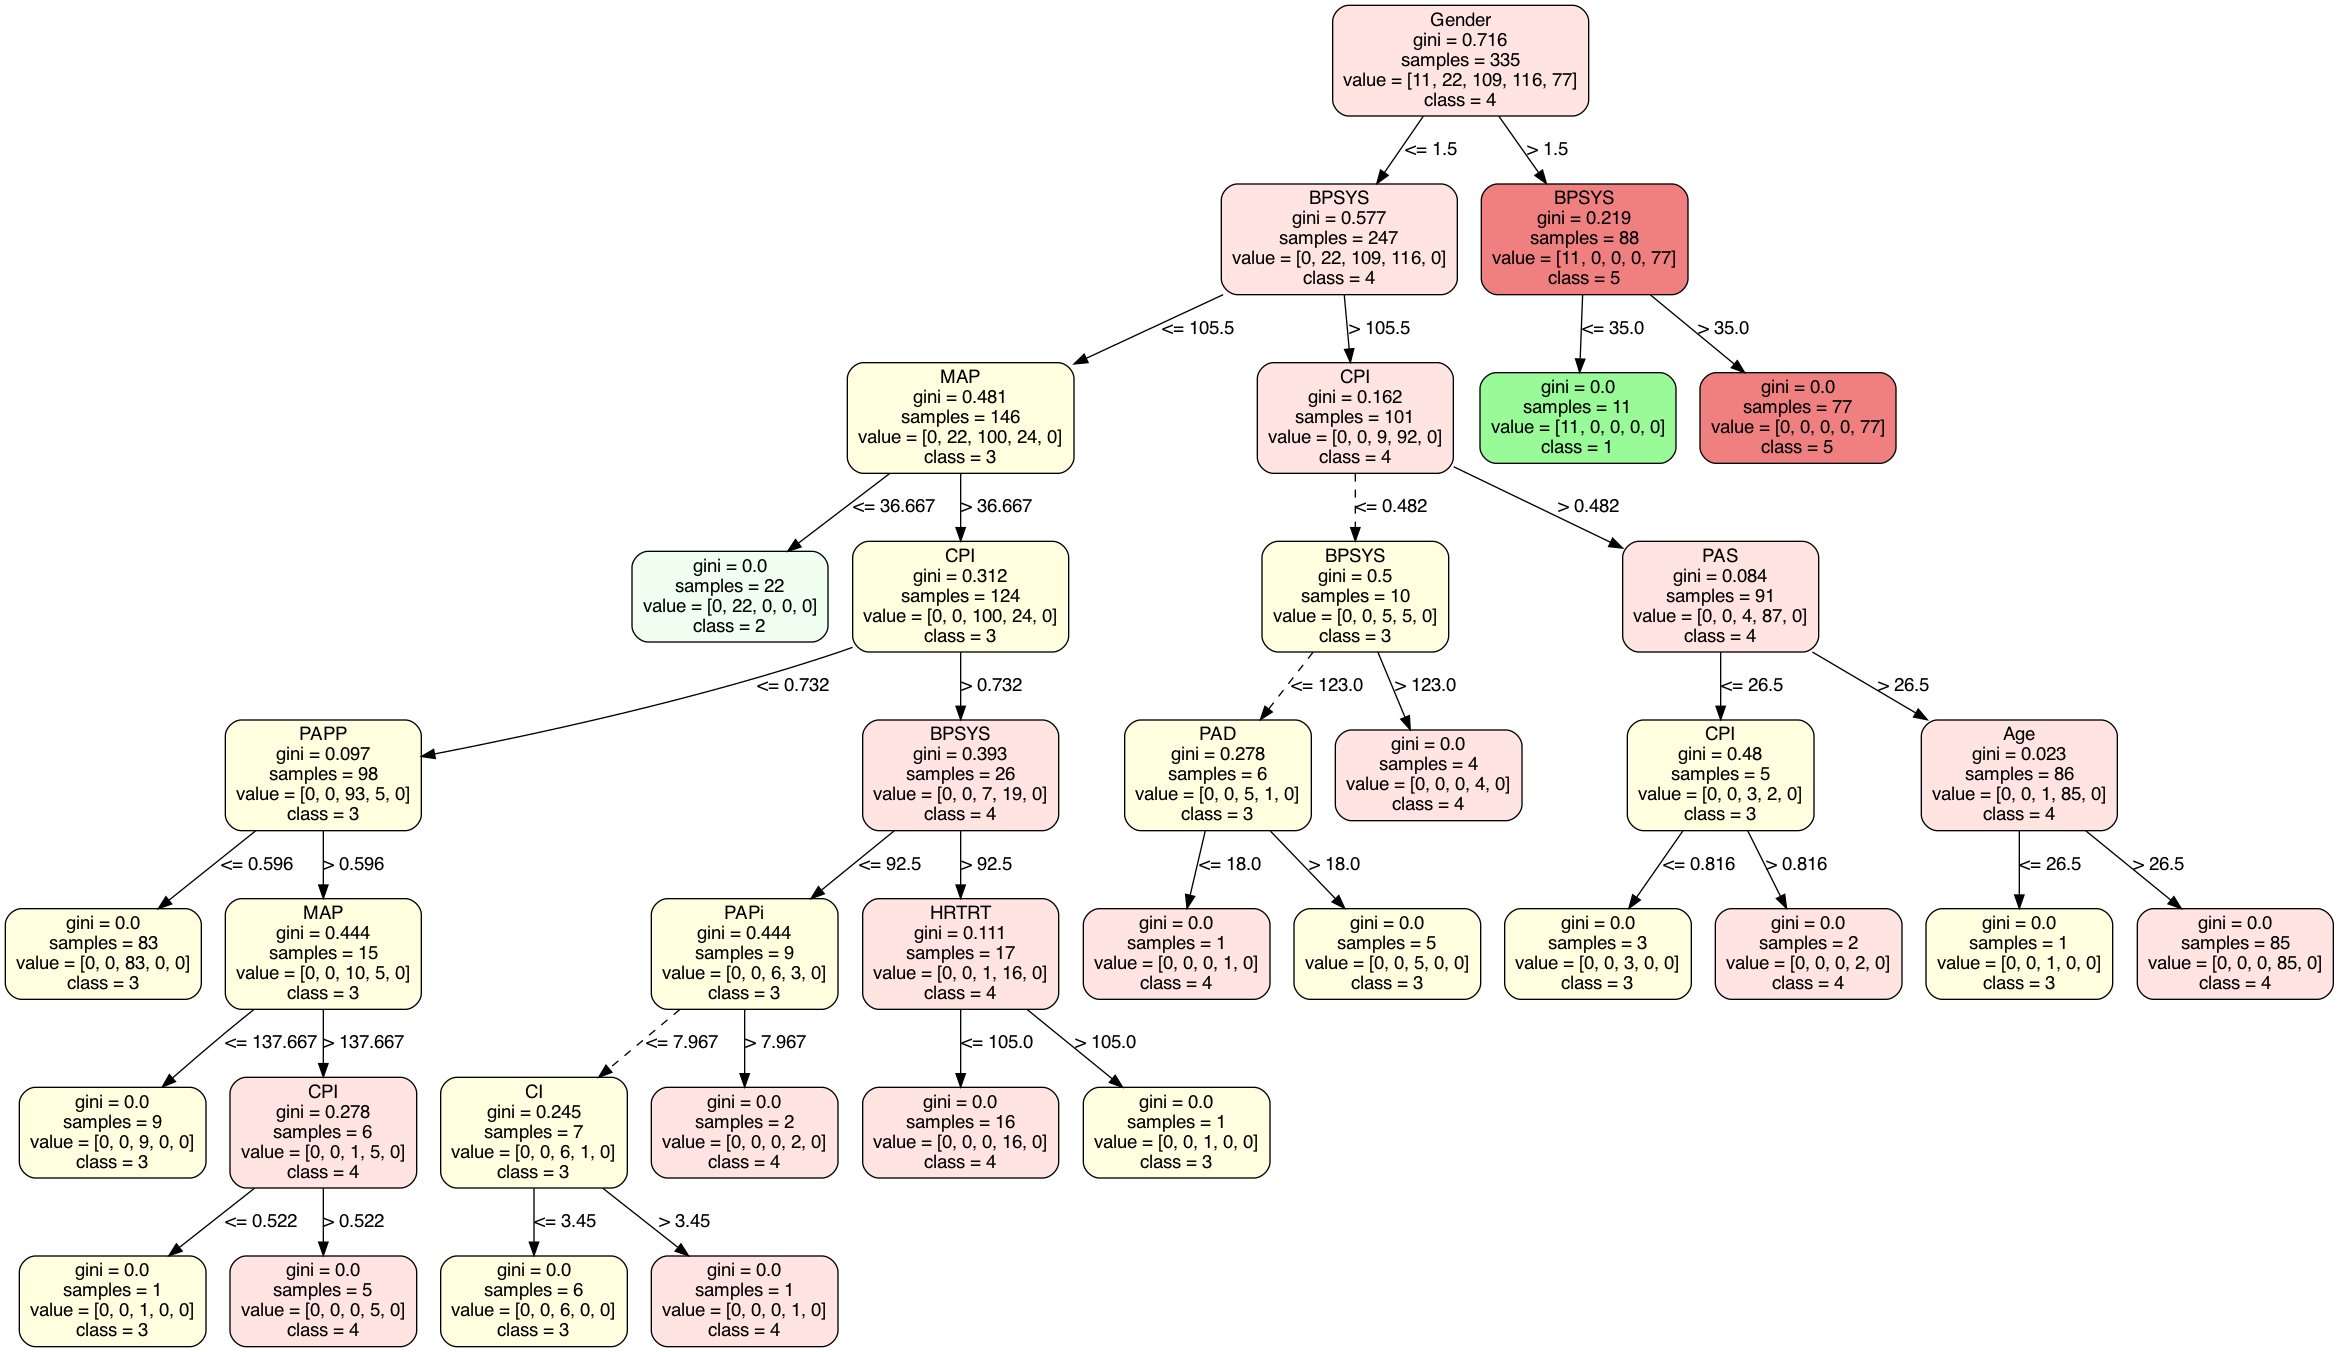 Gender
gini = 0.716
samples = 335
value = [11, 22, 109, 116, 77]
class = 4
<= 1.5
> 1.5
BPSYS
gini = 0.577
samples = 247
value = [0, 22, 109, 116, 0]
class = 4
BPSYS
gini = 0.219
samples = 88
value = [11, 0, 0, 0, 77]
class = 5
<= 105.5
> 105.5
<= 35.0
> 35.0
MAP
gini = 0.481
samples = 146
value = [0, 22, 100, 24, 0]
class = 3
CPI
gini = 0.162
samples = 101
value = [0, 0, 9, 92, 0]
class = 4
gini = 0.0
samples = 11
value = [11, 0, 0, 0, 0]
class = 1
gini = 0.0
samples = 77
value = [0, 0, 0, 0, 77]
class = 5
<= 36.667
> 36.667
<= 0.482
> 0.482
gini = 0.0
samples = 22
value = [0, 22, 0, 0, 0]
class = 2
CPI
gini = 0.312
samples = 124
value = [0, 0, 100, 24, 0]
class = 3
BPSYS
gini = 0.5
samples = 10
value = [0, 0, 5, 5, 0]
class = 3
PAS
gini = 0.084
samples = 91
value = [0, 0, 4, 87, 0]
class = 4
<= 0.732
> 0.732
<= 123.0
> 123.0
<= 26.5
> 26.5
PAPP
gini = 0.097
samples = 98
value = [0, 0, 93, 5, 0]
class = 3
BPSYS
gini = 0.393
samples = 26
value = [0, 0, 7, 19, 0]
class = 4
PAD
gini = 0.278
samples = 6
value = [0, 0, 5, 1, 0]
class = 3
gini = 0.0
samples = 4
value = [0, 0, 0, 4, 0]
class = 4
CPI
gini = 0.48
samples = 5
value = [0, 0, 3, 2, 0]
class = 3
Age
gini = 0.023
samples = 86
value = [0, 0, 1, 85, 0]
class = 4
<= 0.596
> 0.596
<= 92.5
> 92.5
<= 18.0
> 18.0
<= 0.816
> 0.816
<= 26.5
> 26.5
gini = 0.0
samples = 83
value = [0, 0, 83, 0, 0]
class = 3
MAP
gini = 0.444
samples = 15
value = [0, 0, 10, 5, 0]
class = 3
PAPi
gini = 0.444
samples = 9
value = [0, 0, 6, 3, 0]
class = 3
HRTRT
gini = 0.111
samples = 17
value = [0, 0, 1, 16, 0]
class = 4
gini = 0.0
samples = 1
value = [0, 0, 0, 1, 0]
class = 4
gini = 0.0
samples = 5
value = [0, 0, 5, 0, 0]
class = 3
gini = 0.0
samples = 3
value = [0, 0, 3, 0, 0]
class = 3
gini = 0.0
samples = 2
value = [0, 0, 0, 2, 0]
class = 4
gini = 0.0
samples = 1
value = [0, 0, 1, 0, 0]
class = 3
gini = 0.0
samples = 85
value = [0, 0, 0, 85, 0]
class = 4
<= 137.667
> 137.667
<= 7.967
> 7.967
<= 105.0
> 105.0
gini = 0.0
samples = 9
value = [0, 0, 9, 0, 0]
class = 3
CPI
gini = 0.278
samples = 6
value = [0, 0, 1, 5, 0]
class = 4
CI
gini = 0.245
samples = 7
value = [0, 0, 6, 1, 0]
class = 3
gini = 0.0
samples = 2
value = [0, 0, 0, 2, 0]
class = 4
gini = 0.0
samples = 16
value = [0, 0, 0, 16, 0]
class = 4
gini = 0.0
samples = 1
value = [0, 0, 1, 0, 0]
class = 3
<= 0.522
> 0.522
<= 3.45
> 3.45
gini = 0.0
samples = 1
value = [0, 0, 1, 0, 0]
class = 3
gini = 0.0
samples = 5
value = [0, 0, 0, 5, 0]
class = 4
gini = 0.0
samples = 6
value = [0, 0, 6, 0, 0]
class = 3
gini = 0.0
samples = 1
value = [0, 0, 0, 1, 0]
class = 4